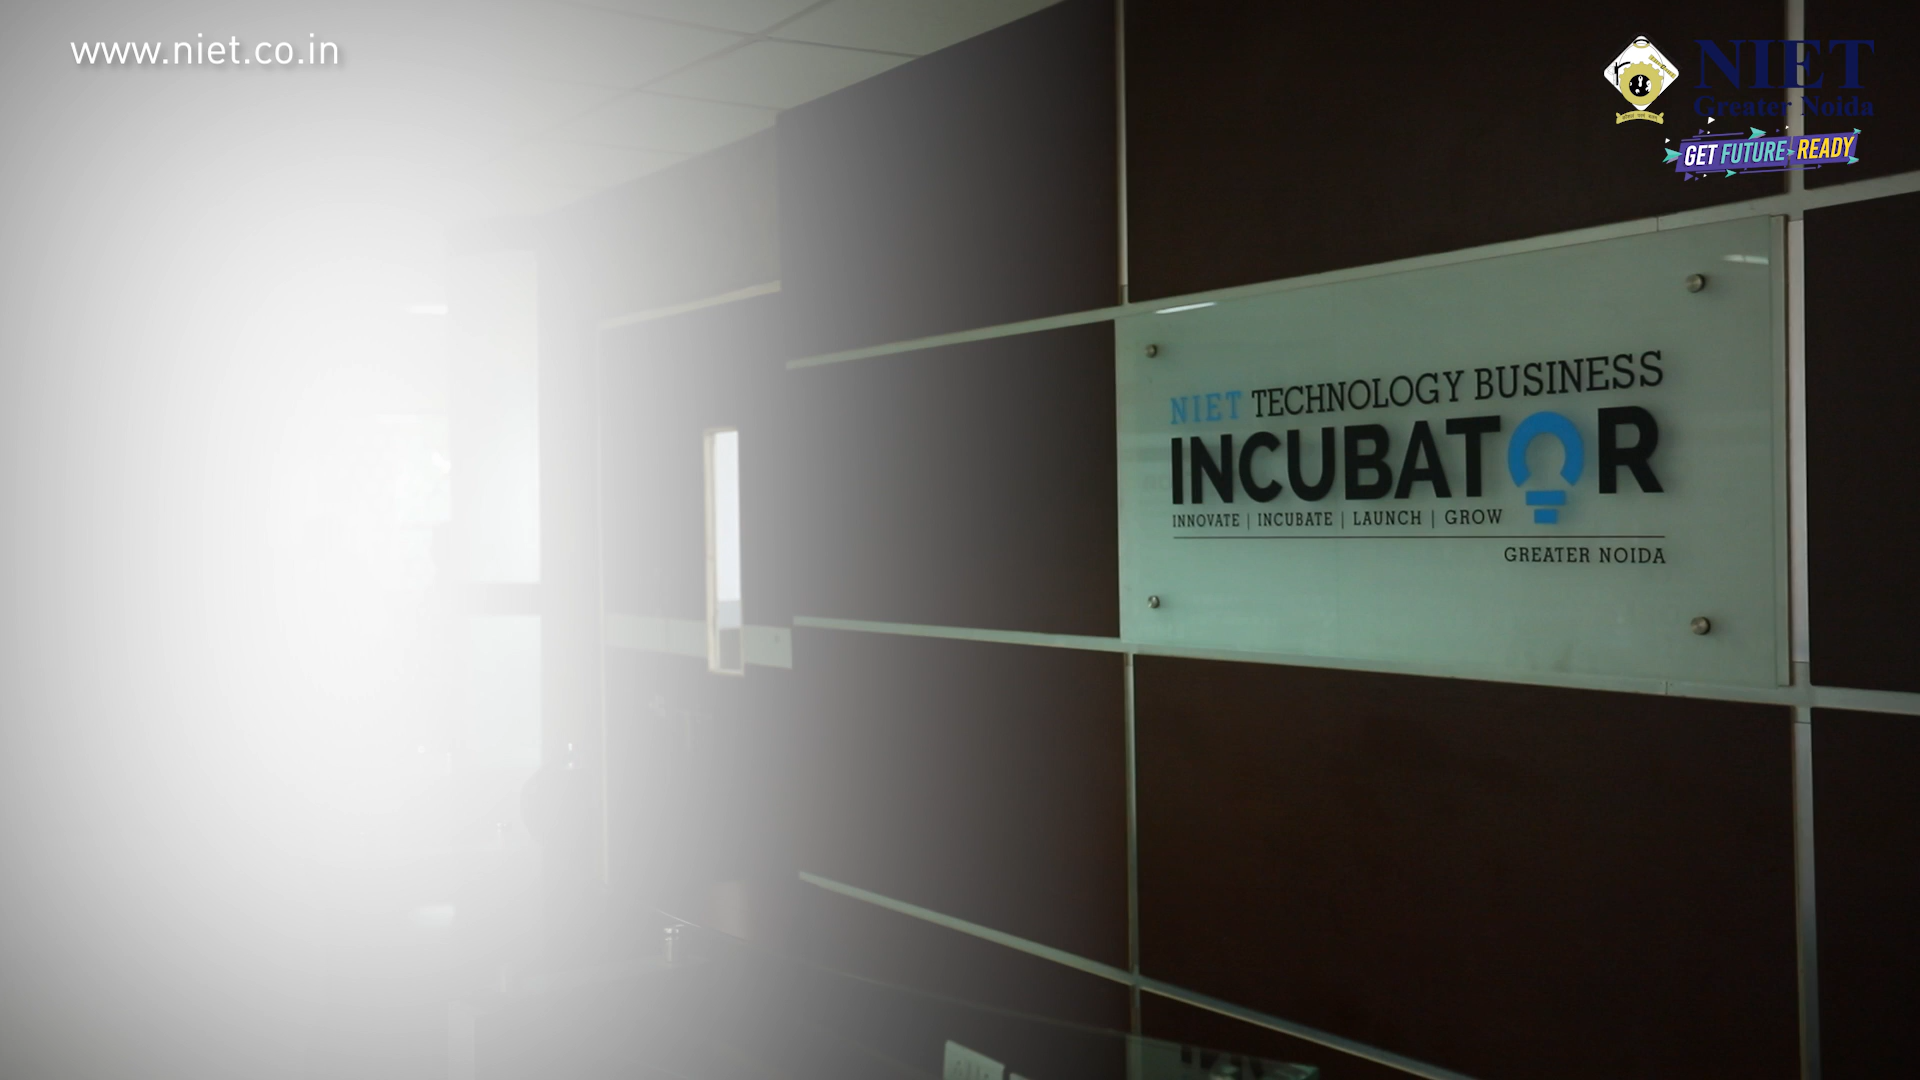 www.niet.co.in
NIET
Greater Noida
GET FUTURE READY
NIET TECHNOLOGY BUSINESS
INCUBATOR
INNOVATE | INCUBATE | LAUNCH | GROW
GREATER NOIDA